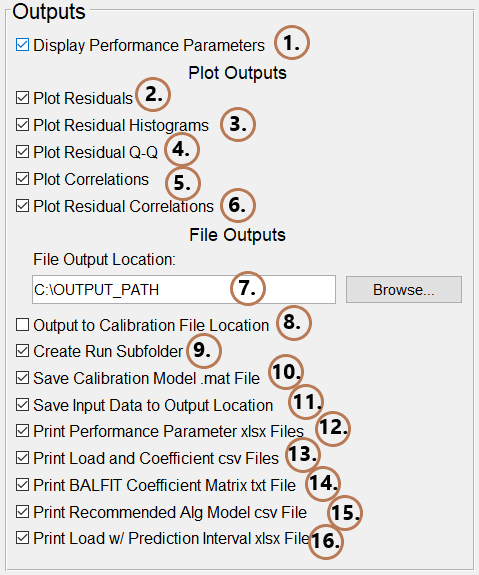 Outputs
Display Performance Parameters 1.
Plot Outputs
Plot Residuals 2.
Plot Residual Histograms 3.
Plot Residual Q-Q 4.
Plot Correlations 5.
Plot Residual Correlations 6.
File Outputs
File Output Location:
C:\OUTPUT_PATH 7. Browse...
Output to Calibration File Location 8.
Create Run Subfolder 9.
Save Calibration Model .mat File 10.
Save Input Data to Output Location 11.
Print Performance Parameter xlsx Files 12.
Print Load and Coefficient csv Files 13.
Print BALFIT Coefficient Matrix txt File 14.
Print Recommended Alg Model csv File 15.
Print Load w/ Prediction Interval xlsx File 16.